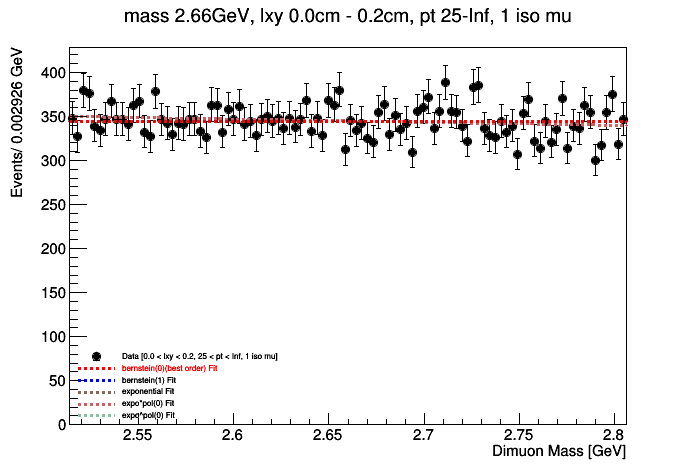 mass 2.66GeV, lxy 0.0cm - 0.2cm, pt 25-Inf, 1 iso mu
Events/ 0.002926 GeV
400
350
300
250
200
150
100
50
0
Data [0.0 < lxy < 0.2, 25 < pt < Inf, 1 iso mu]
bernstein(0)(best order) Fit
bernstein(1) Fit
exponential Fit
expo*pol(0) Fit
expq^pol(0) Fit
2.55
2.6
2.65
2.7
2.75
2.8
Dimuon Mass [GeV]